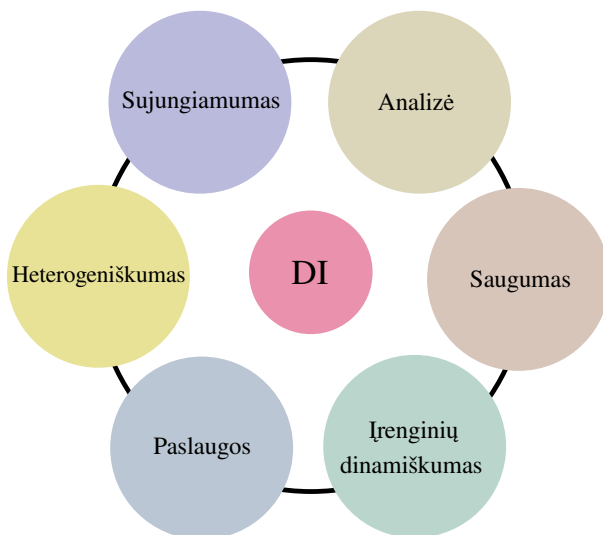 Sujungiamumas
Analizė
Heterogeniškumas
DI
Saugumas
Paslaugos
Įrenginių
dinamiškumas